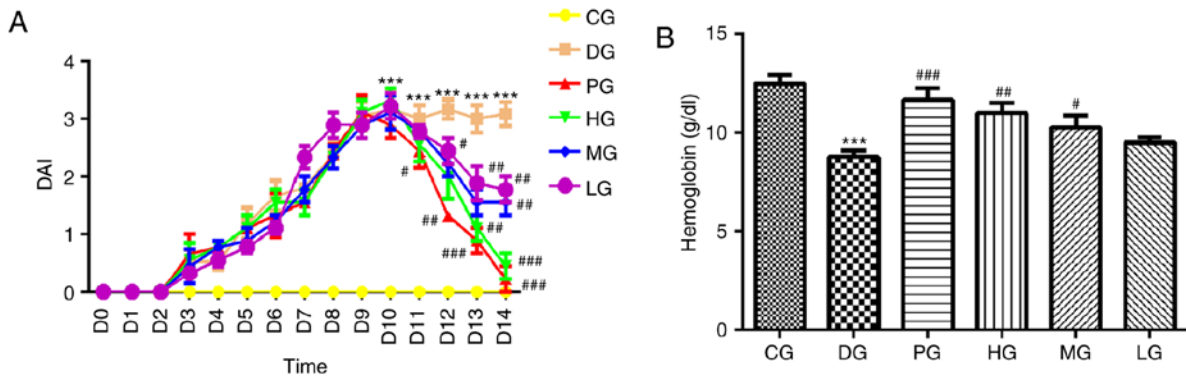 A
CG
DG
PG
HG
MG
LG
4
3
2
1
0
DAI
*** *** *** *** ***
#
#
##
##
##
##
##
###
###
###
D0 D1 D2 D3 D4 D5 D6 D7 D8 D9 D10 D11 D12 D13 D14
Time
B
15
10
5
0
Hemoglobin (g/dl)
***
###
##
#
CG DG PG HG MG LG